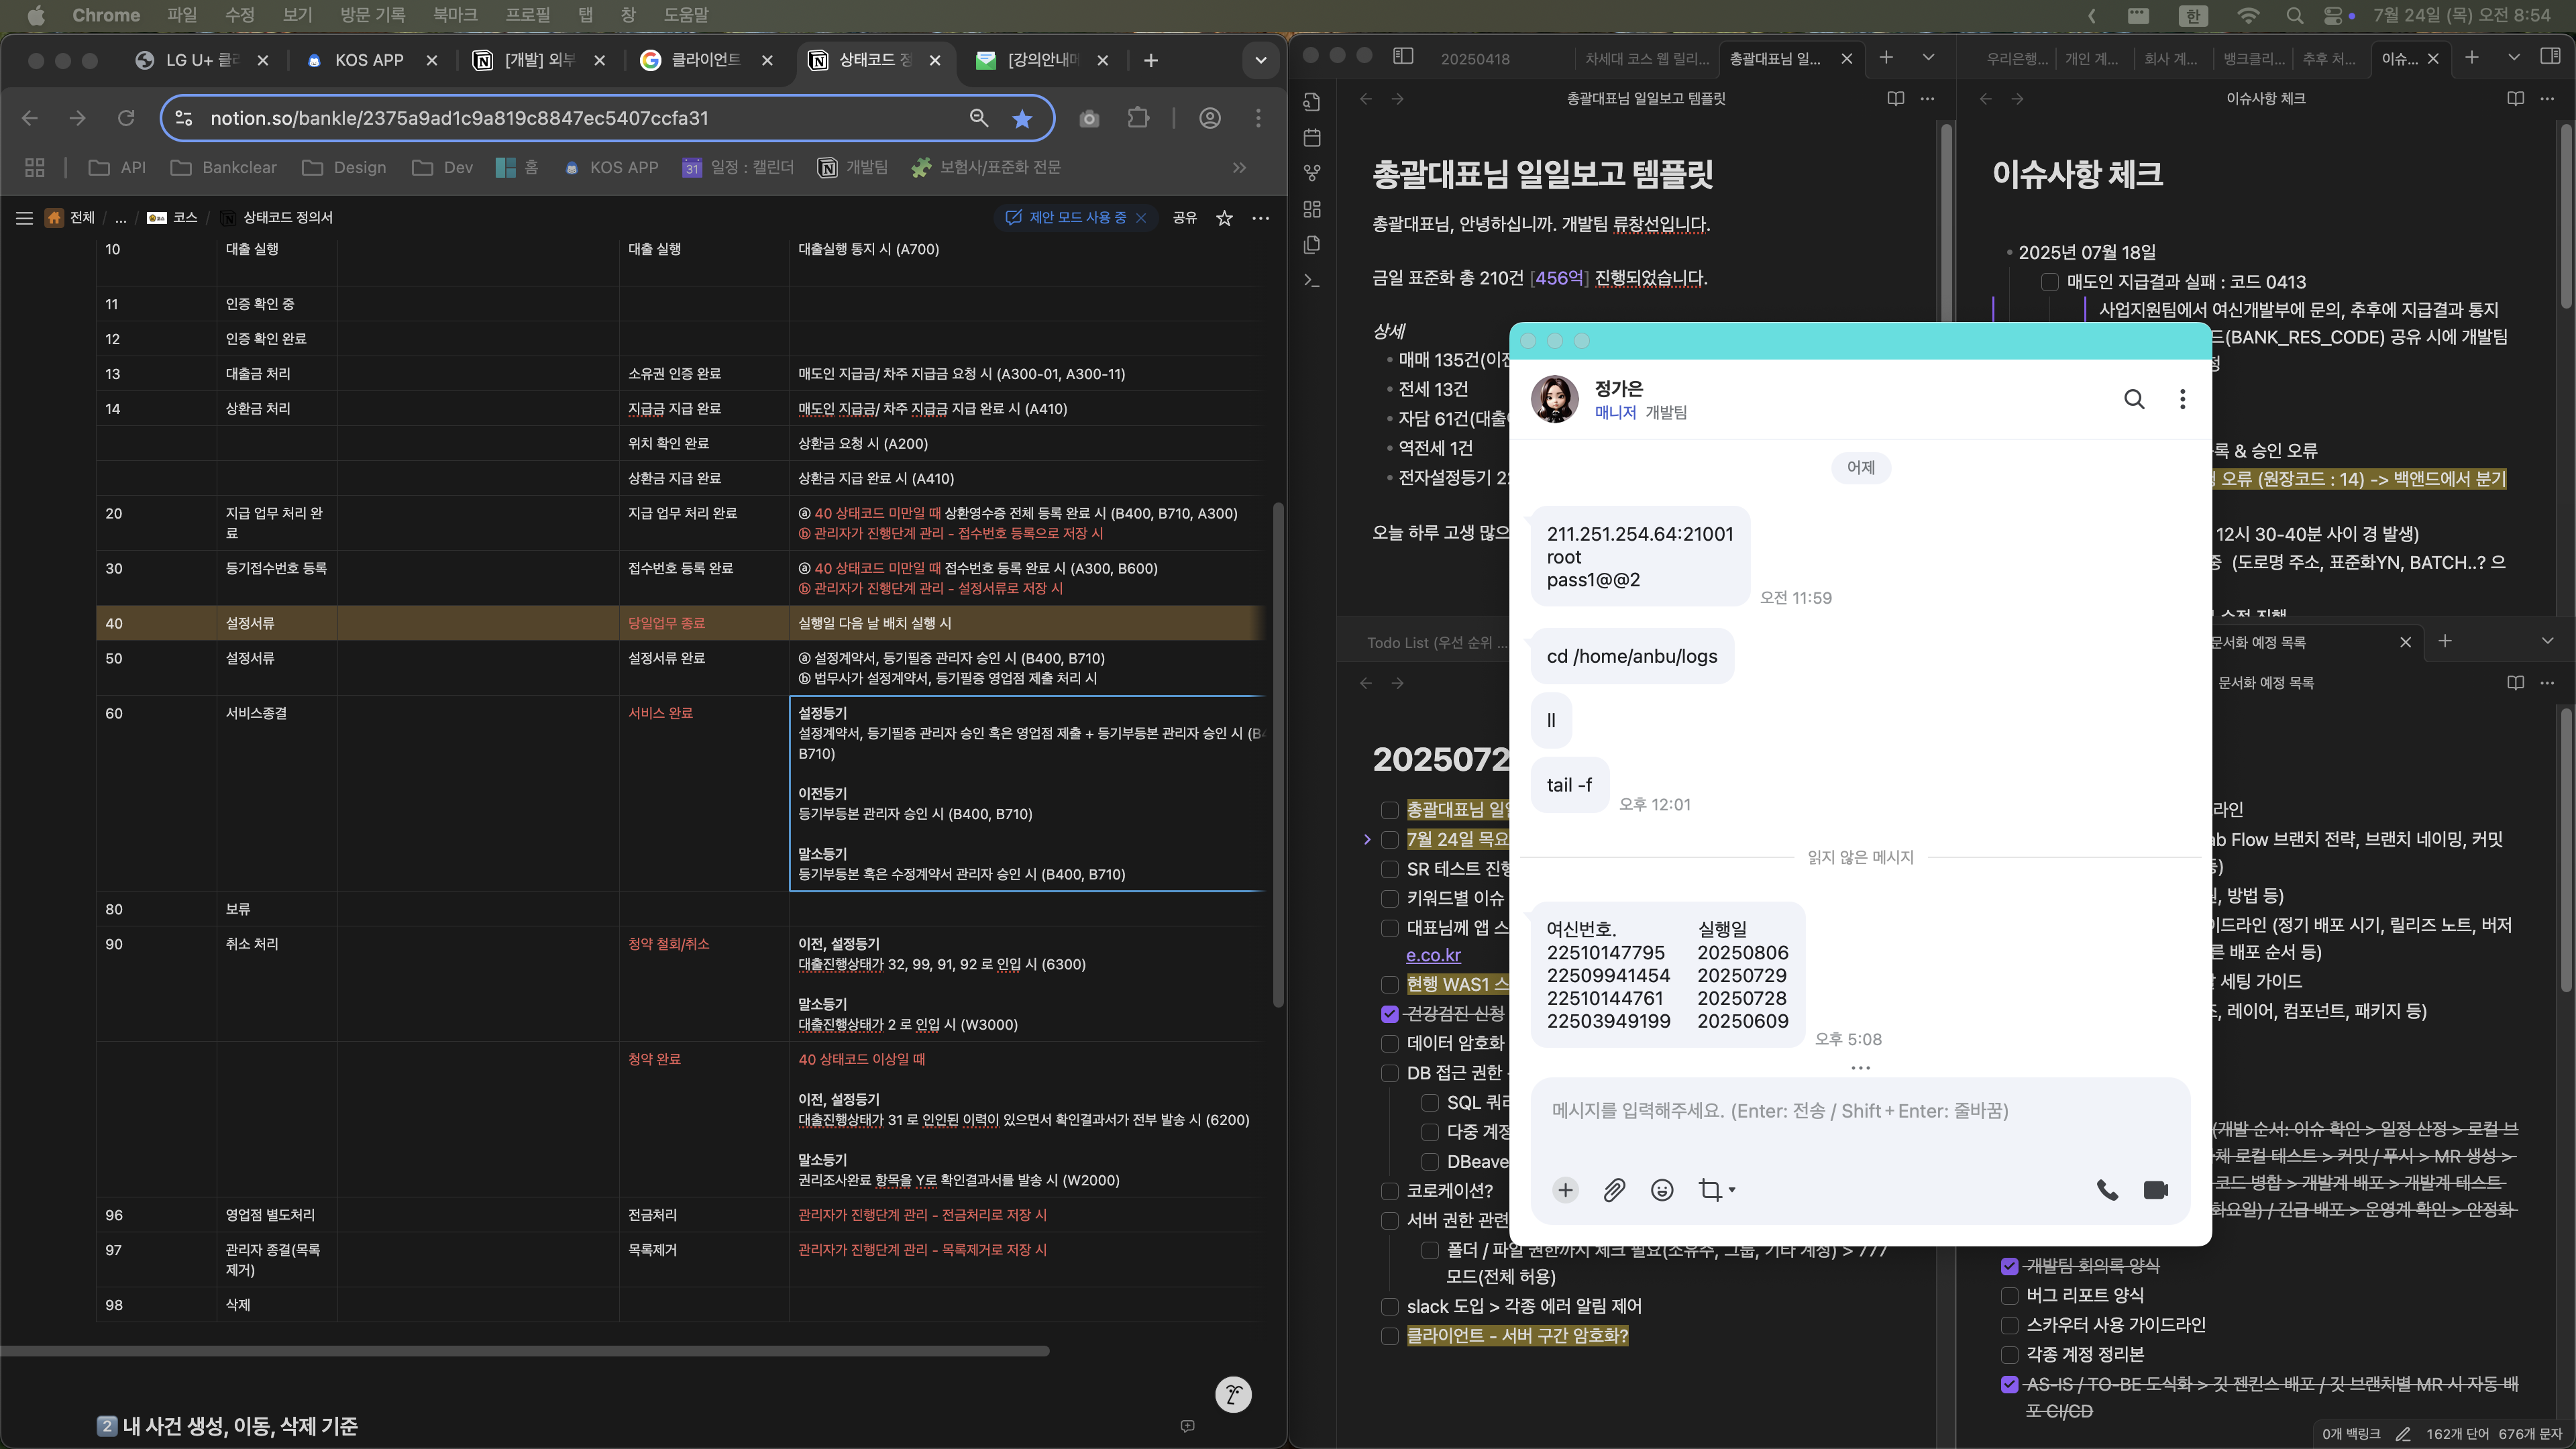 Chrome 파일 수정 보기 방문 기록 북마크 프로필 탭 창 도움말
한 7월 24일 (목) 오전 8:54
LG U+ 클리
KOS APP
[개발] 외부
클라이언트
상태코드 정
[강의안내머
notion.so/bankle/2375a9ad1c9a819c8847ec5407ccfa31
API Bankclear Design Dev 홈 KOS APP 일정 : 캘린더 개발팀 보험사/표준화 전문
전체 / ... / 코스 / 상태코드 정의서
제안 모드 사용 중 공유
10 대출 실행 대출 실행 대출실행 통지 시 (A700)
11 인증 확인 중
12 인증 확인 완료
13 대출금 처리 소유권 인증 완료 매도인 지급금/ 차주 지급금 요청 시 (A300-01, A300-11)
14 상환금 처리 지급금 지급 완료 매도인 지급금/ 차주 지급금 지급 완료 시 (A410)
위치 확인 완료 상환금 요청 시 (A200)
상환금 지급 완료 상환금 지급 완료 시 (A410)
20 지급 업무 처리 완료 지급 업무 처리 완료 ⓐ 40 상태코드 미만일 때 상환영수증 전체 등록 완료 시 (B400, B710, A300)
ⓑ 관리자가 진행단계 관리 - 접수번호 등록으로 저장 시
30 등기접수번호 등록 접수번호 등록 완료 ⓐ 40 상태코드 미만일 때 접수번호 등록 완료 시 (A300, B600)
ⓑ 관리자가 진행단계 관리 - 설정서류로 저장 시
40 설정서류 당일업무 종료 실행일 다음 날 배치 실행 시
50 설정서류 설정서류 완료 ⓐ 설정계약서, 등기필증 관리자 승인 시 (B400, B710)
ⓑ 법무사가 설정계약서, 등기필증 영업점 제출 처리 시
60 서비스종결 서비스 완료 설정등기
설정계약서, 등기필증 관리자 승인 혹은 영업점 제출 + 등기부등본 관리자 승인 시 (B4
B710)
이전등기
등기부등본 관리자 승인 시 (B400, B710)
말소등기
등기부등본 혹은 수정계약서 관리자 승인 시 (B400, B710)
80 보류
90 취소 처리 청약 철회/취소 이전, 설정등기
대출진행상태가 32, 99, 91, 92 로 인입 시 (6300)
말소등기
대출진행상태가 2 로 인입 시 (W3000)
청약 완료 40 상태코드 이상일 때
이전, 설정등기
대출진행상태가 31 로 인인된 이력이 있으면서 확인결과서가 전부 발송 시 (6200)
말소등기
권리조사완료 항목을 Y로 확인결과서를 발송 시 (W2000)
96 영업점 별도처리 전금처리 관리자가 진행단계 관리 - 전금처리로 저장 시
97 관리자 종결(목록 제거) 목록제거 관리자가 진행단계 관리 - 목록제거로 저장 시
98 삭제
2 내 사건 생성, 이동, 삭제 기준
20250418 차세대 코스 웹 릴리... 총괄대표님 일...
총괄대표님 일일보고 템플릿
총괄대표님 일일보고 템플릿
총괄대표님, 안녕하십니까. 개발팀 류창선입니다.
금일 표준화 총 210건 [456억] 진행되었습니다.
상세
매매 135건(이전
전세 13건
자담 61건(대출
역전세 1건
전자설정등기 2
오늘 하루 고생 많으
우리은행... 개인 계... 회사 계... 뱅크클리... 추후 처... 이슈...
이슈사항 체크
이슈사항 체크
2025년 07월 18일
매도인 지급결과 실패 : 코드 0413
사업지원팀에서 여신개발부에 문의, 추후에 지급결과 통지
드(BANK_RES_CODE) 공유 시에 개발팀
정
록 & 승인 오류
오류 (원장코드 : 14) -> 백앤드에서 분기
12시 30-40분 사이 경 발생)
중 (도로명 주소, 표준화YN, BATCH..? 으
수정 진행
정가은
매니저 개발팀
어제
211.251.254.64:21001
root
pass1@@2
오전 11:59
cd /home/anbu/logs
ll
tail -f
오후 12:01
읽지 않은 메시지
여신번호. 실행일
22510147795 20250806
22509941454 20250729
22510144761 20250728
22503949199 20250609
오후 5:08
메시지를 입력해주세요. (Enter: 전송 / Shift+Enter: 줄바꿈)
Todo List (우선 순위 ...
2025072
총괄대표님 일일
7월 24일 목요
SR 테스트 진행
키워드별 이슈
대표님께 앱 스
e.co.kr
현행 WAS1 스
건강검진 신청
데이터 암호화
DB 접근 권한
SQL 쿼리
다중 계정
DBeave
코로케이션?
서버 권한 관련
폴더 / 파일 권한까지 체크 필요(소유주, 그룹, 기타 계정) > 777
모드(전체 허용)
slack 도입 > 각종 에러 알림 제어
클라이언트 - 서버 구간 암호화?
문서화 예정 목록
문서화 예정 목록
라인
ab Flow 브랜치 전략, 브랜치 네이밍, 커밋
등)
, 방법 등)
이드라인 (정기 배포 시기, 릴리즈 노트, 버저
른 배포 순서 등)
세팅 가이드
, 레이어, 컴포넌트, 패키지 등)
(개발 순서: 이슈 확인 > 일정 산정 > 로컬 브
체 로컬 테스트 > 커밋 / 푸시 > MR 생성 >
코드 병합 > 개발계 배포 > 개발계 테스트
화요일) / 긴급 배포 > 운영계 확인 > 안정화
개발팀 회의록 양식
버그 리포트 양식
스카우터 사용 가이드라인
각종 계정 정리본
AS-IS / TO-BE 도식화 > 깃 젠킨스 배포 / 깃 브랜치별 MR 시 자동 배
포 CI/CD
0개 백링크 162개 단어 676개 문자